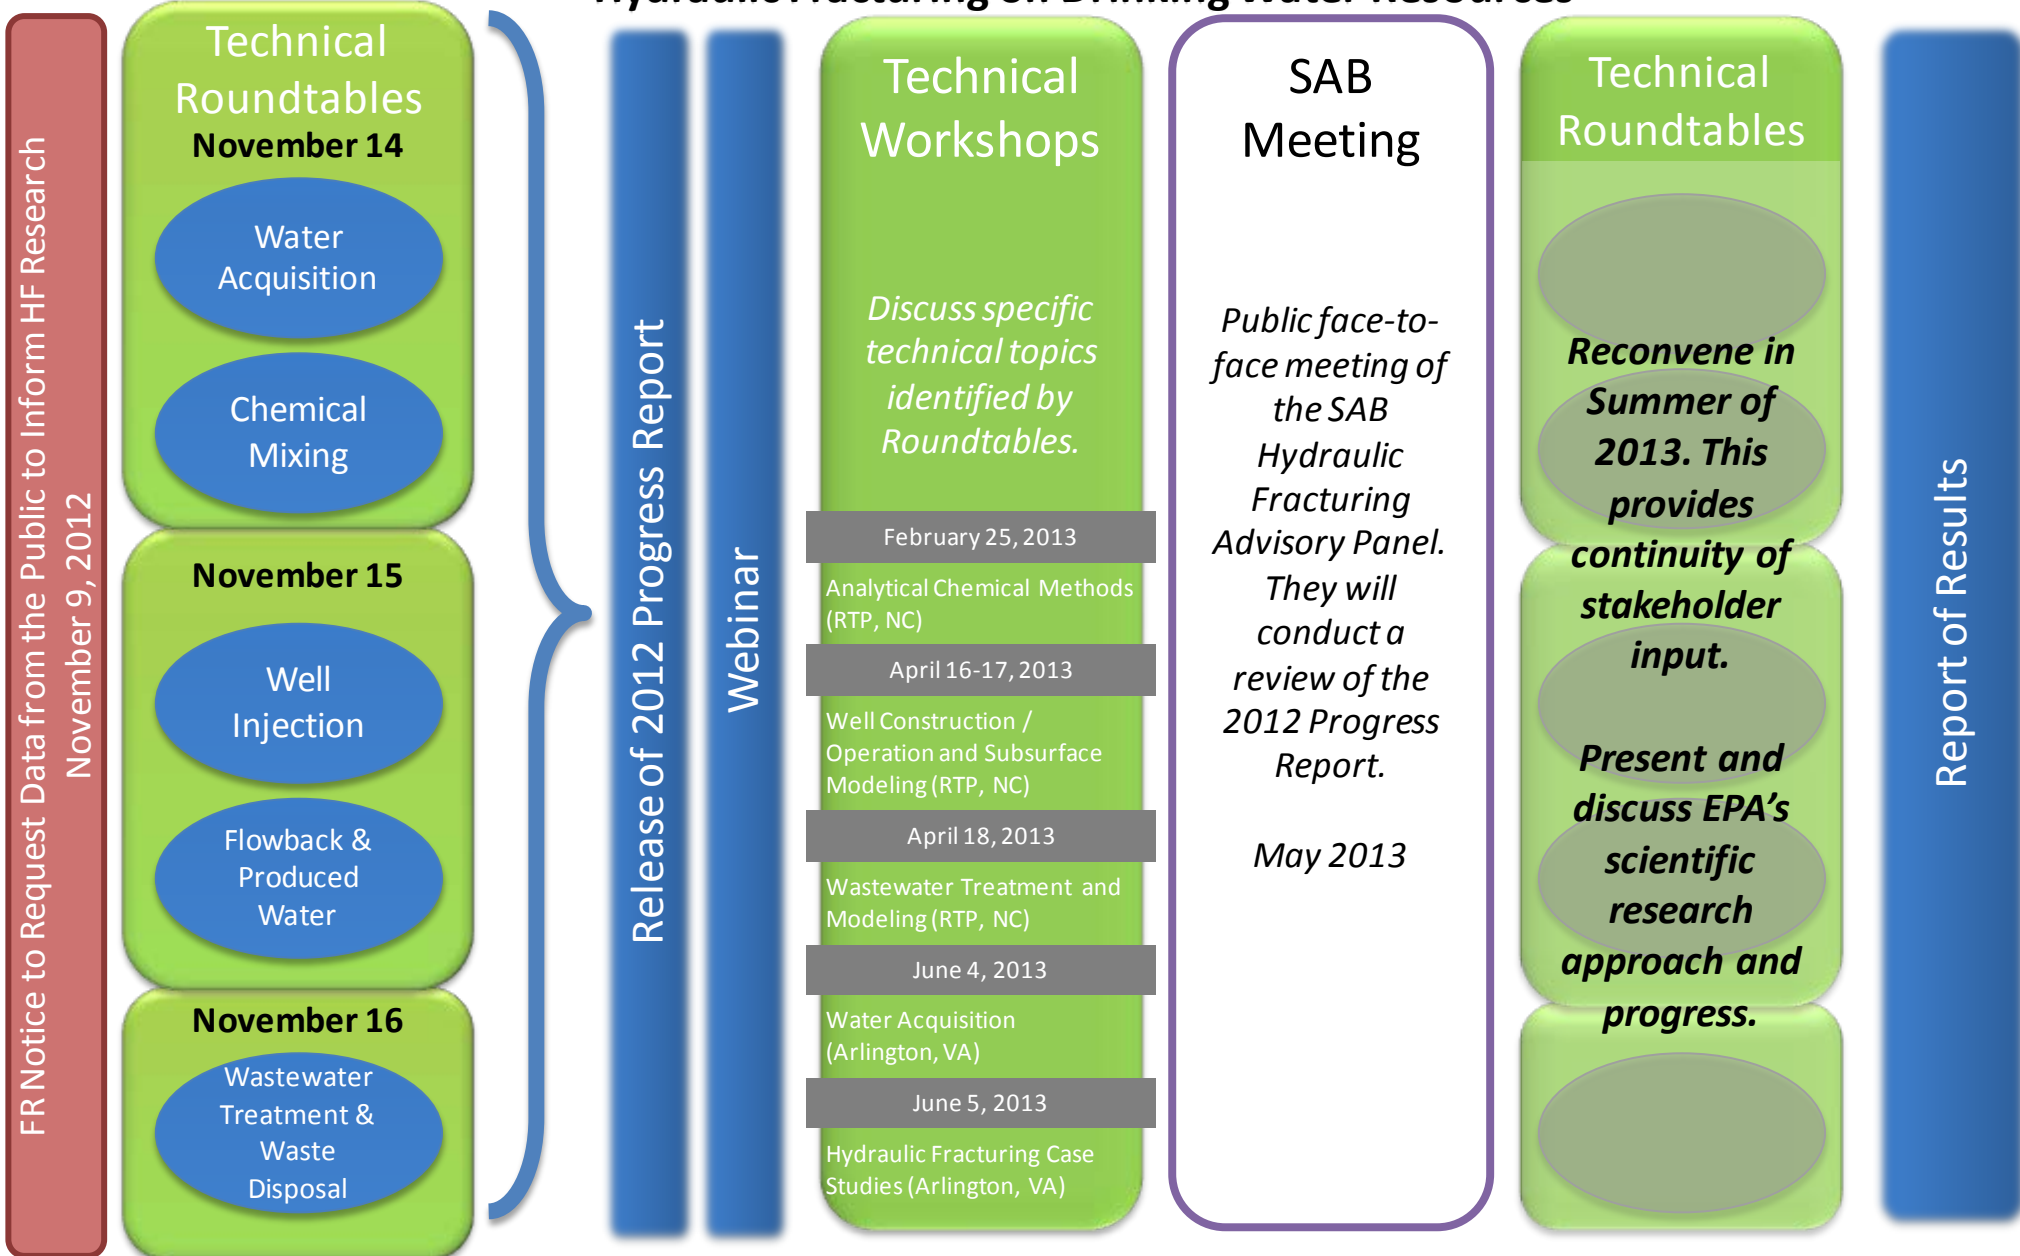 Hydraulic Fracturing on Drinking Water Resources
FR Notice to Request Data from the Public to Inform HF Research
November 9, 2012
Technical
Roundtables
November 14
Water
Acquisition
Chemical
Mixing
November 15
Well
Injection
Flowback &
Produced
Water
November 16
Wastewater
Treatment &
Waste
Disposal
Release of 2012 Progress Report
Webinar
Technical
Workshops
Discuss specific
technical topics
identified by
Roundtables.
February 25, 2013
Analytical Chemical Methods
(RTP, NC)
April 16-17, 2013
Well Construction /
Operation and Subsurface
Modeling (RTP, NC)
April 18, 2013
Wastewater Treatment and
Modeling (RTP, NC)
June 4, 2013
Water Acquisition
(Arlington, VA)
June 5, 2013
Hydraulic Fracturing Case
Studies (Arlington, VA)
SAB
Meeting
Public face-to-
face meeting of
the SAB
Hydraulic
Fracturing
Advisory Panel.
They will
conduct a
review of the
2012 Progress
Report.
May 2013
Technical
Roundtables
Reconvene in
Summer of
2013. This
provides
continuity of
stakeholder
input.
Present and
discuss EPA's
scientific
research
approach and
progress.
Report of Results